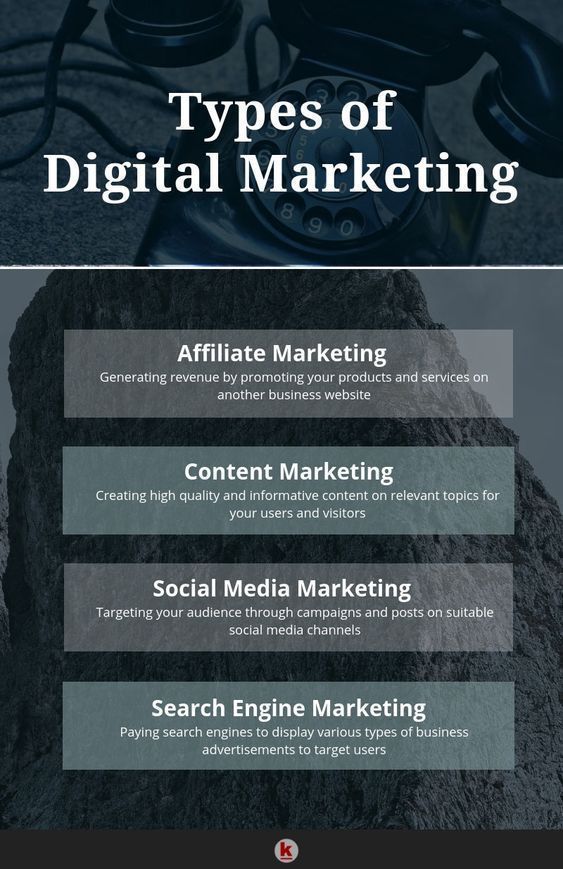 Types of
Digital Marketing
Affiliate Marketing
Generating revenue by promoting your products and services on
another business website
Content Marketing
Creating high quality and informative content on relevant topics for
your users and visitors
Social Media Marketing
Targeting your audience through campaigns and posts on suitable
social media channels
Search Engine Marketing
Paying search engines to display various types of business
advertisements to target users
k